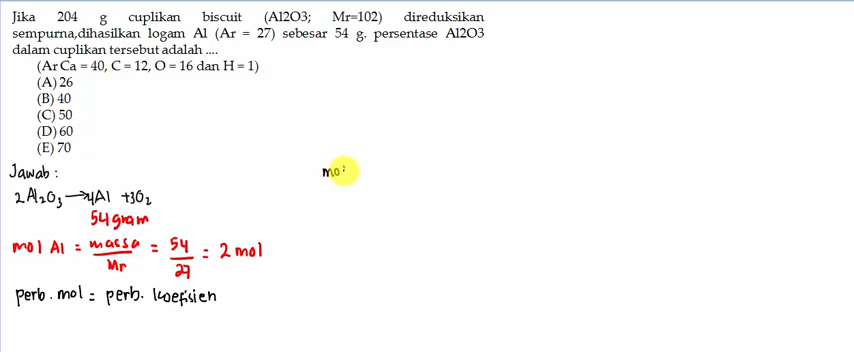 Jika 204 g cuplikan biscuit (Al2O3; Mr=102) direduksikan
sempurna,dihasilkan logam Al (Ar = 27) sebesar 54 g. persentase Al2O3
dalam cuplikan tersebut adalah ....
(Ar Ca = 40, C = 12, O = 16 dan H = 1)
(A) 26
(B) 40
(C) 50
(D) 60
(E) 70
Jawab :
2Al₂O₃ → 4Al + 3O₂
54 gram
mol Al = massa / Mr = 54 / 27 = 2 mol
perb. mol = perb. koefisien
mo